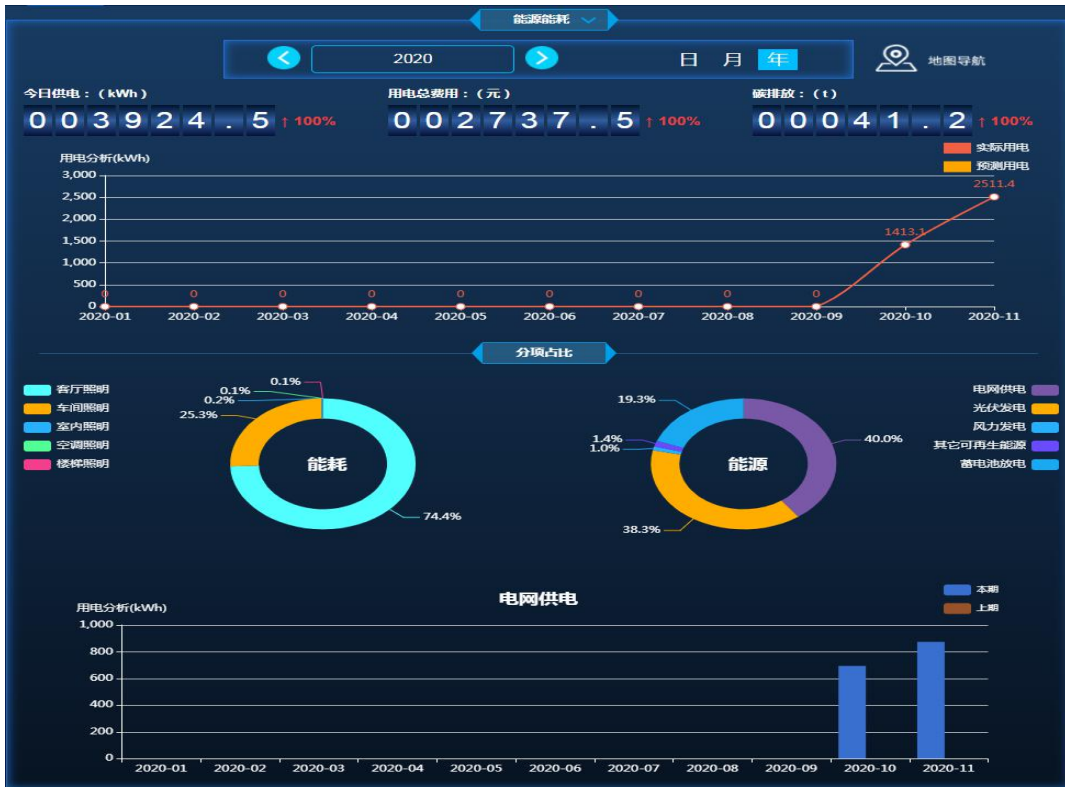 能源能耗
2020
日 月 年
地图导航
今日供电：(kWh)
003924.5 ↑100%
用电总费用：(元)
002737.5 ↑100%
碳排放：(t)
00041.2 ↑100%
用电分析(kWh)
实际用电
预测用电
3,000
2,500
2,000
1,500
1,000
500
0
0 0 0 0 0 0 0 0 0 1413.1 2511.4
2020-01 2020-02 2020-03 2020-04 2020-05 2020-06 2020-07 2020-08 2020-09 2020-10 2020-11
分项占比
客厅照明
车间照明
室内照明
空调照明
楼梯照明
0.1%
0.1%
0.2%
25.3%
能耗
74.4%
19.3%
1.4%
1.0%
40.0%
能源
38.3%
电网供电
光伏发电
风力发电
其它可再生能源
蓄电池放电
电网供电
用电分析(kWh)
本期
上期
1,000
800
600
400
200
0
2020-01 2020-02 2020-03 2020-04 2020-05 2020-06 2020-07 2020-08 2020-09 2020-10 2020-11